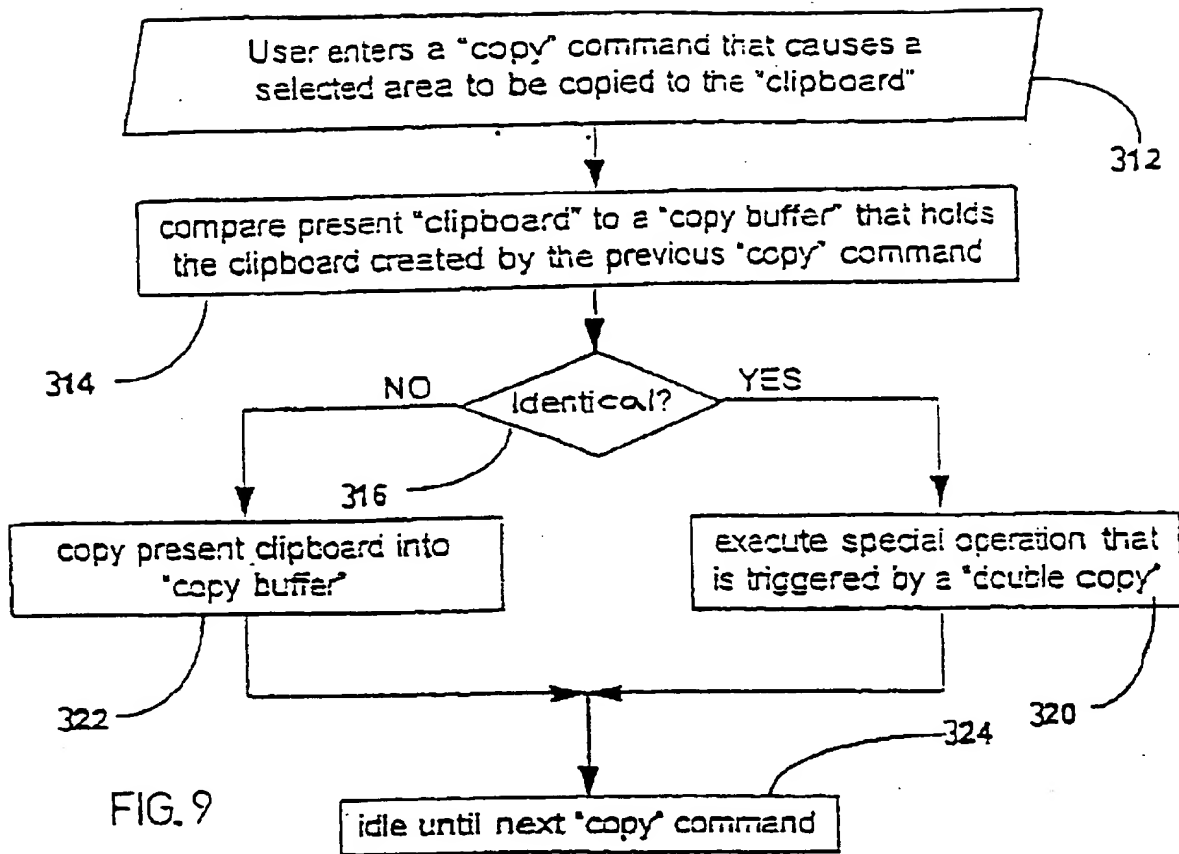 User enters a "copy" command that causes a
selected area to be copied to the "clipboard"
312
compare present "clipboard" to a "copy buffer" that holds
the clipboard created by the previous "copy" command
314
NO
Identical?
YES
316
copy present clipboard into
"copy buffer"
execute special operation that
is triggered by a "double copy"
322
320
324
FIG. 9
idle until next "copy" command